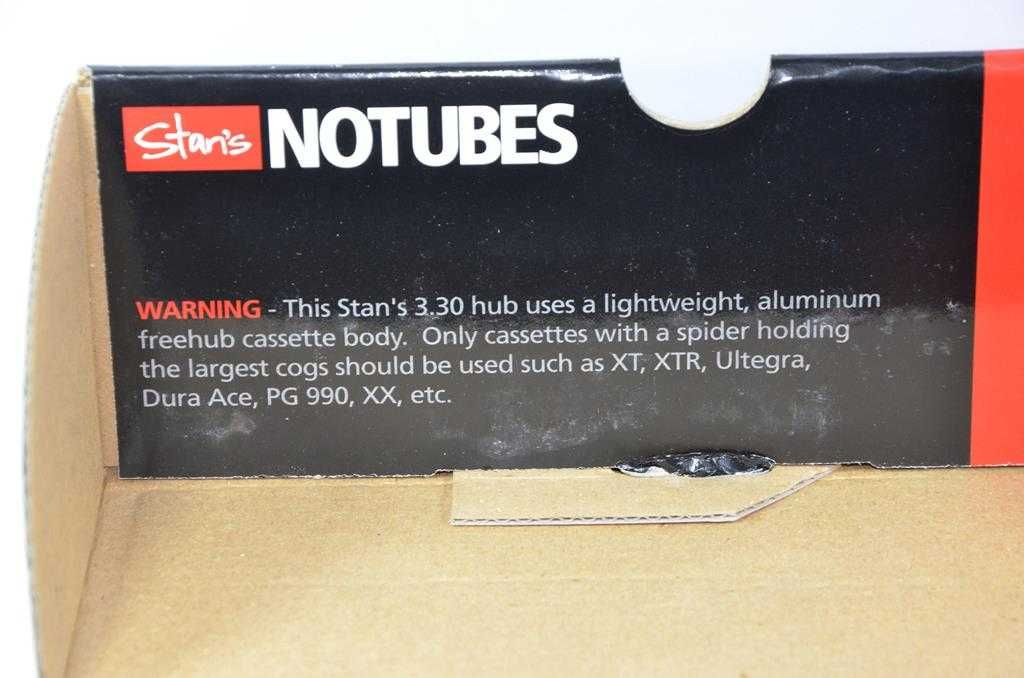 Stan's NOTUBES
WARNING - This Stan's 3.30 hub uses a lightweight, aluminum
freehub cassette body. Only cassettes with a spider holding
the largest cogs should be used such as XT, XTR, Ultegra,
Dura Ace, PG 990, XX, etc.